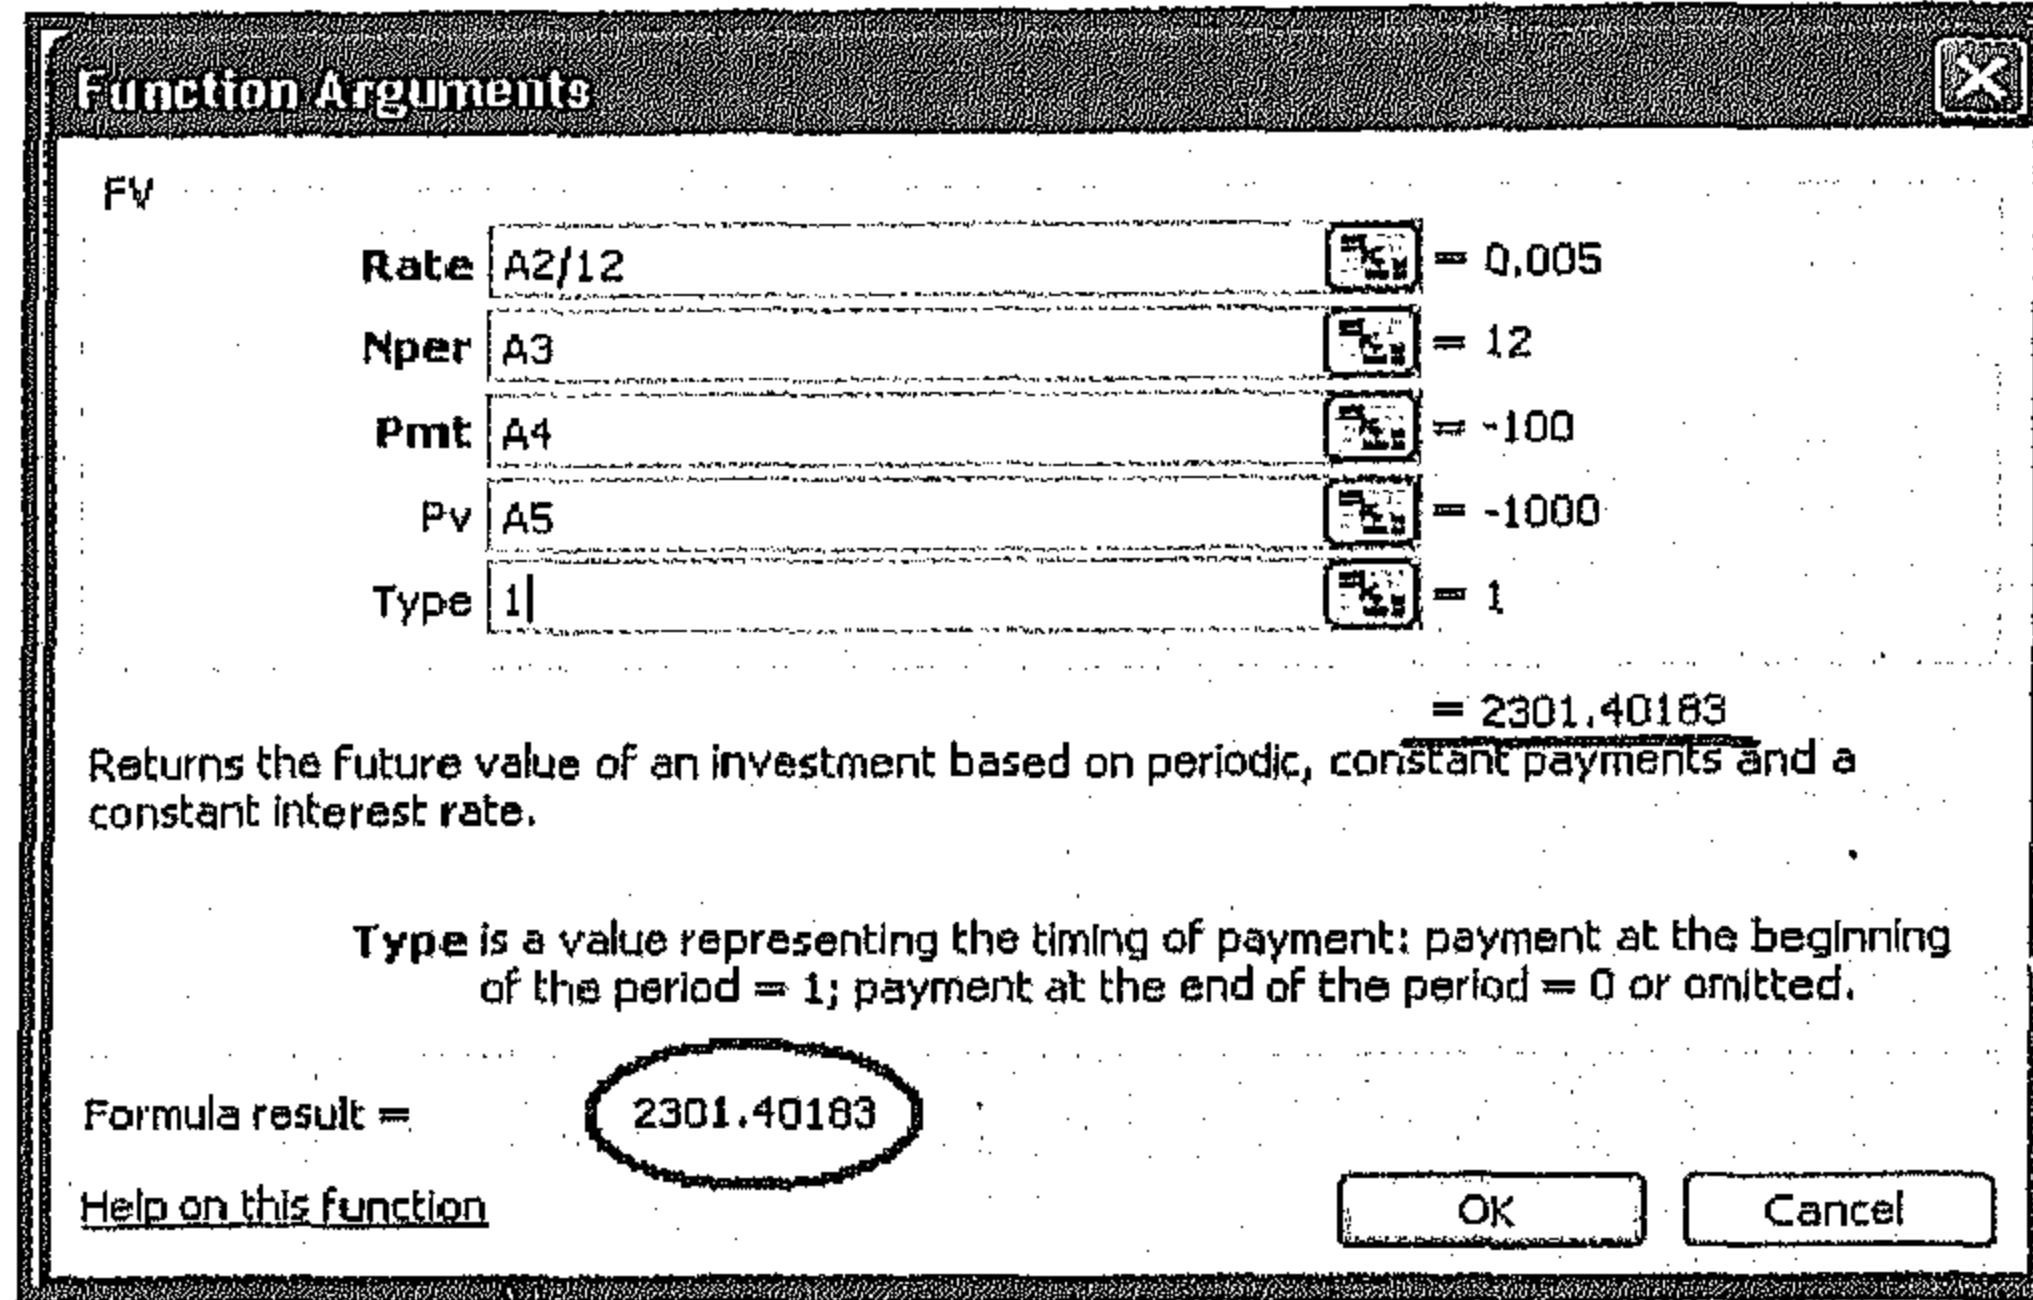 Function Arguments
FV
Rate A2/12 = 0.005
Nper A3 = 12
Pmt A4 = -100
Pv A5 = -1000
Type 1 = 1
= 2301.40183
Returns the future value of an investment based on periodic, constant payments and a
constant interest rate.
Type is a value representing the timing of payment: payment at the beginning
of the period = 1; payment at the end of the period = 0 or omitted.
Formula result = 2301.40183
Help on this function
OK Cancel